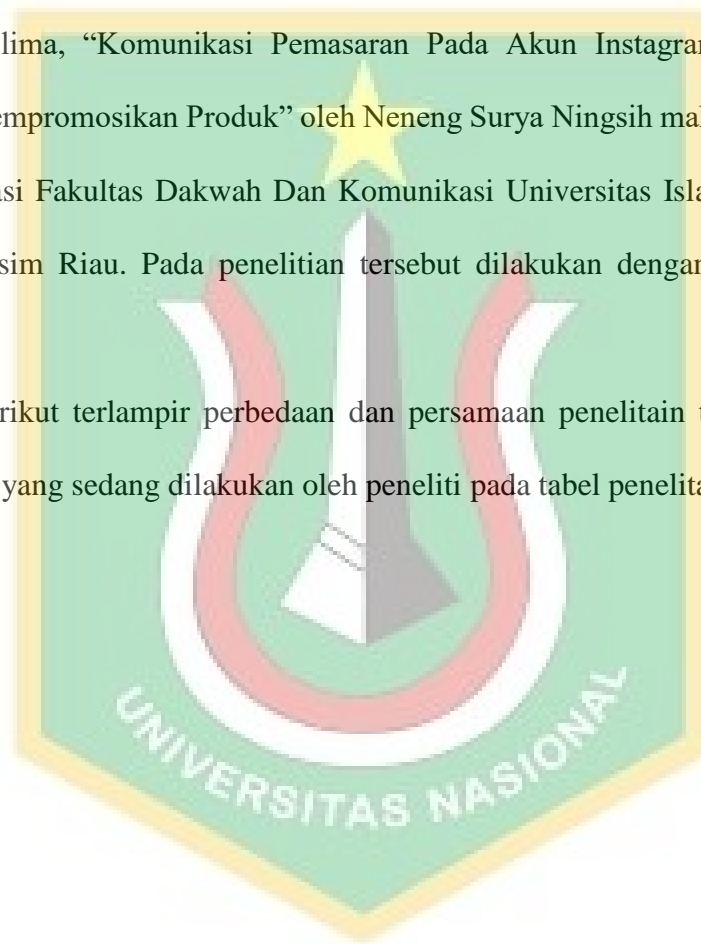 lima, “Komunikasi Pemasaran Pada Akun Instagram
empromosikan Produk” oleh Neneng Surya Ningsih mah
asi Fakultas Dakwah Dan Komunikasi Universitas Isla
sim Riau. Pada penelitian tersebut dilakukan dengan
rikut terlampir perbedaan dan persamaan penelitain t
yang sedang dilakukan oleh peneliti pada tabel penelita
UNIVERSITAS NASIONAL